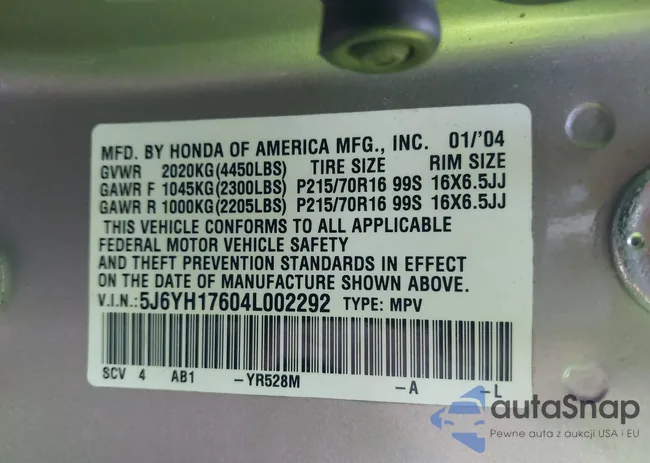 MFD. BY HONDA OF AMERICA MFG., INC. 01/'04
GVWR 2020KG(4450LBS) TIRE SIZE RIM SIZE
GAWR F 1045KG(2300LBS) P215/70R16 99S 16X6.5JJ
GAWR R 1000KG(2205LBS) P215/70R16 99S 16X6.5JJ
THIS VEHICLE CONFORMS TO ALL APPLICABLE
FEDERAL MOTOR VEHICLE SAFETY
AND THEFT PREVENTION STANDARDS IN EFFECT
ON THE DATE OF MANUFACTURE SHOWN ABOVE.
V.I.N.: 5J6YH17604L002292 TYPE: MPV
SCV 4 AB1 -YR528M -A -L
autaSnap
Pewne auta z aukcji USA i EU